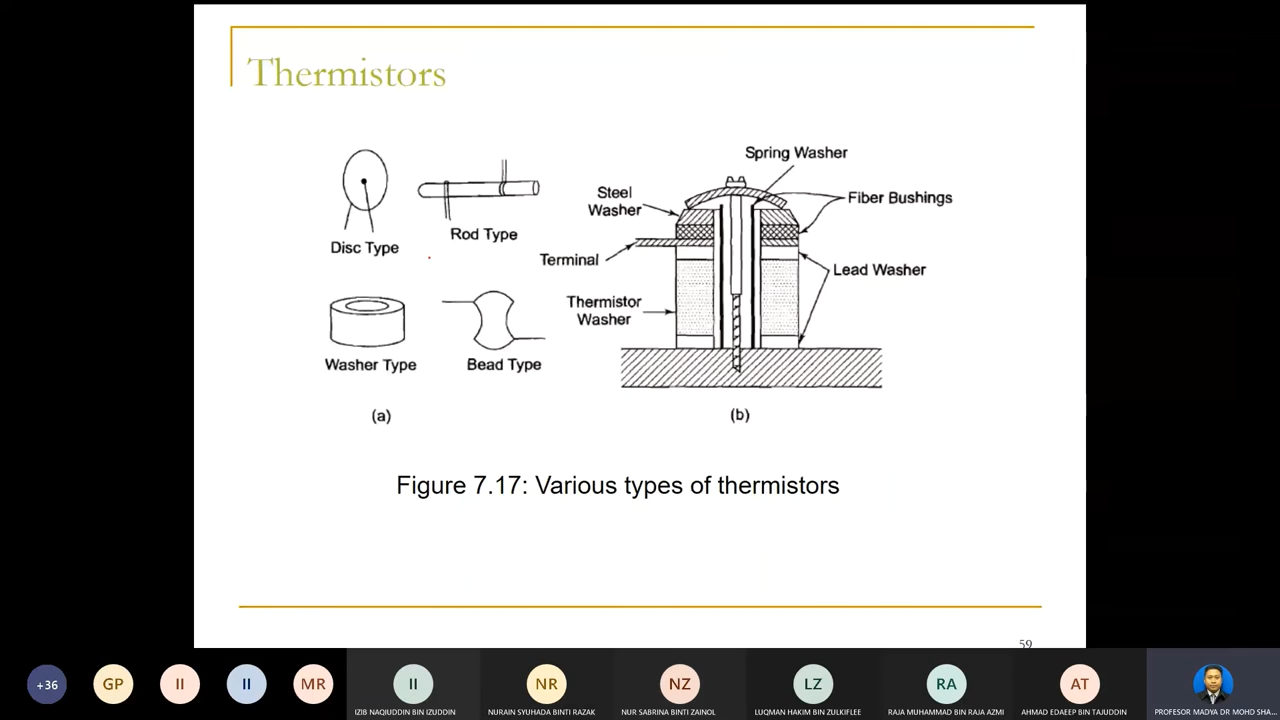 Thermistors
Disc Type
Rod Type
Washer Type
Bead Type
(a)
Spring Washer
Steel
Washer
Fiber Bushings
Terminal
Lead Washer
Thermistor
Washer
(b)
Figure 7.17: Various types of thermistors
59
+36
GP
II
II
MR
II
IZIB NAQIUDDIN BIN IZUDDIN
NR
NURAIN SYUHADA BINTI RAZAK
NZ
NUR SABRINA BINTI ZAINOL
LZ
LUQMAN HAKIM BIN ZULKIFLEE
RA
RAJA MUHAMMAD BIN RAJA AZMI
AT
AHMAD EDAEEP BIN TAJUDDIN
PROFESOR MADYA DR MOHD SHA...